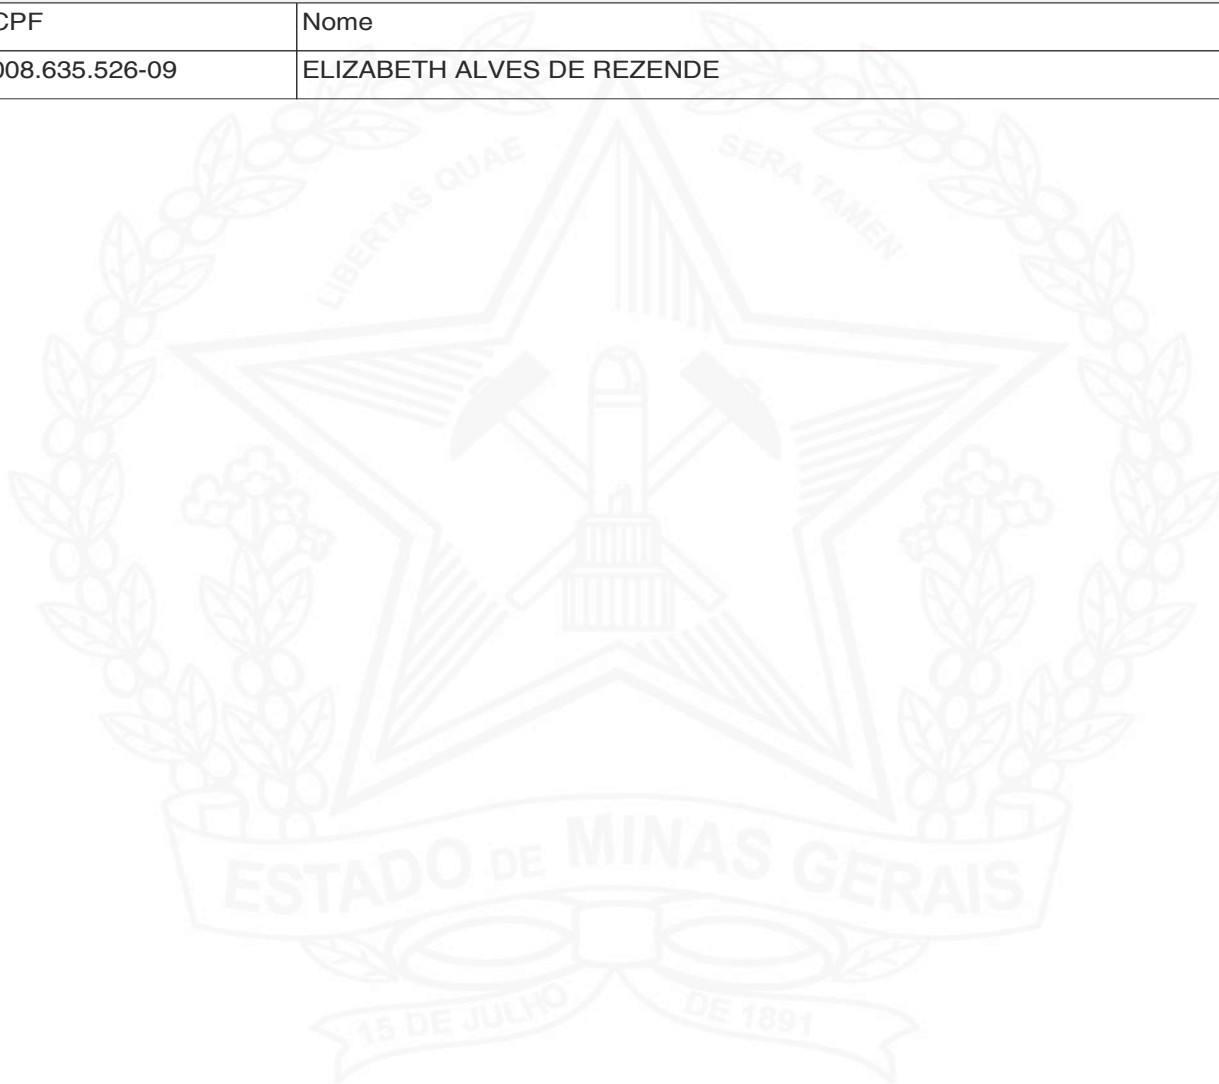 CPF Nome
008.635.526-09 ELIZABETH ALVES DE REZENDE
LIBERTAS QUAE SERA TAMEN
ESTADO DE MINAS GERAIS
15 DE JULHO DE 1891